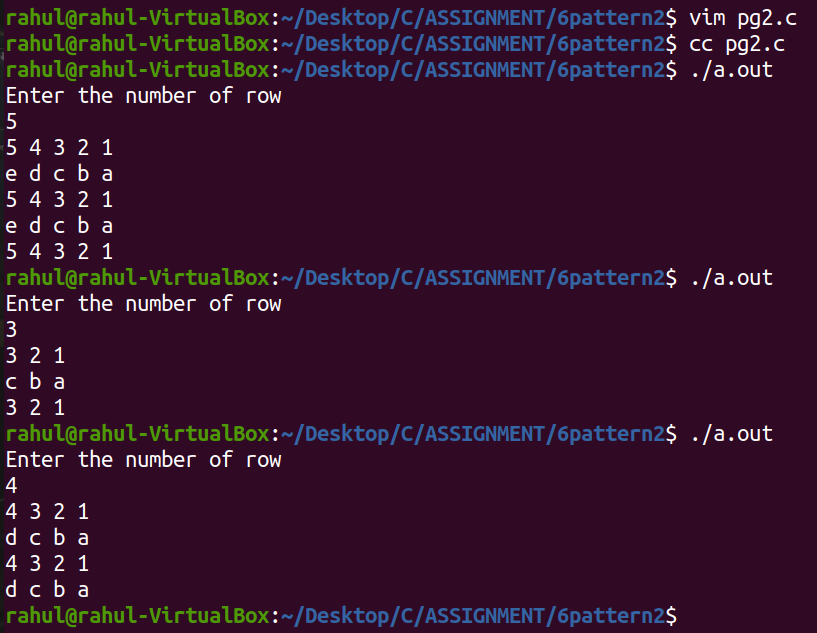 rahul@rahul-VirtualBox:~/Desktop/C/ASSIGNMENT/6pattern2$ vim pg2.c
rahul@rahul-VirtualBox:~/Desktop/C/ASSIGNMENT/6pattern2$ cc pg2.c
rahul@rahul-VirtualBox:~/Desktop/C/ASSIGNMENT/6pattern2$ ./a.out
Enter the number of row
5
5 4 3 2 1
e d c b a
5 4 3 2 1
e d c b a
5 4 3 2 1
rahul@rahul-VirtualBox:~/Desktop/C/ASSIGNMENT/6pattern2$ ./a.out
Enter the number of row
3
3 2 1
c b a
3 2 1
rahul@rahul-VirtualBox:~/Desktop/C/ASSIGNMENT/6pattern2$ ./a.out
Enter the number of row
4
4 3 2 1
d c b a
4 3 2 1
d c b a
rahul@rahul-VirtualBox:~/Desktop/C/ASSIGNMENT/6pattern2$